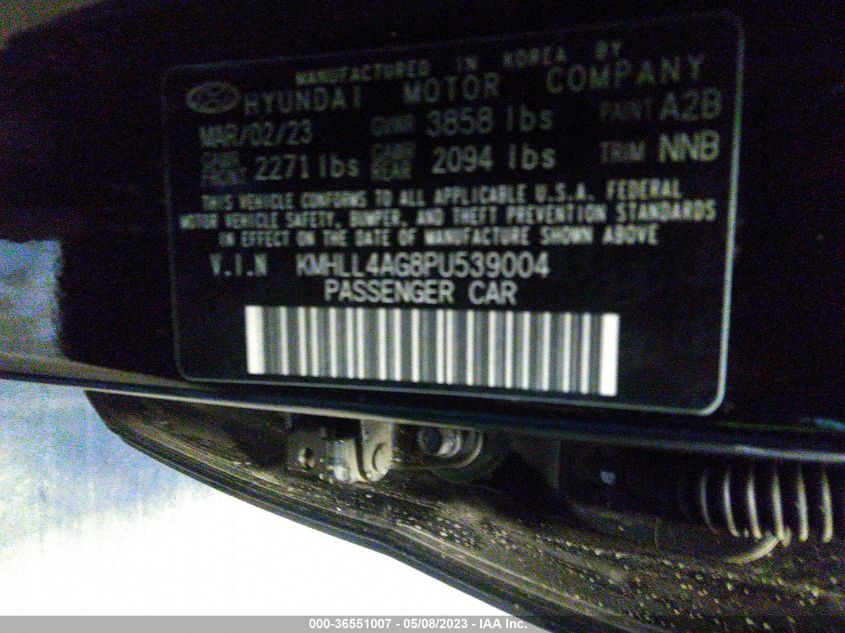 MANUFACTURED IN KOREA BY
HYUNDAI MOTOR COMPANY
MAR/02/23 GVWR 3858 lbs PAINT A2B
GAWR FRONT 2271 lbs GAWR REAR 2094 lbs TRIM NNB
THIS VEHICLE CONFORMS TO ALL APPLICABLE U.S.A. FEDERAL
MOTOR VEHICLE SAFETY, BUMPER, AND THEFT PREVENTION STANDARDS
IN EFFECT ON THE DATE OF MANUFACTURE SHOWN ABOVE
V.I.N KMHLL4AG8PU539004
PASSENGER CAR
000-36551007 - 05/08/2023 - IAA Inc.